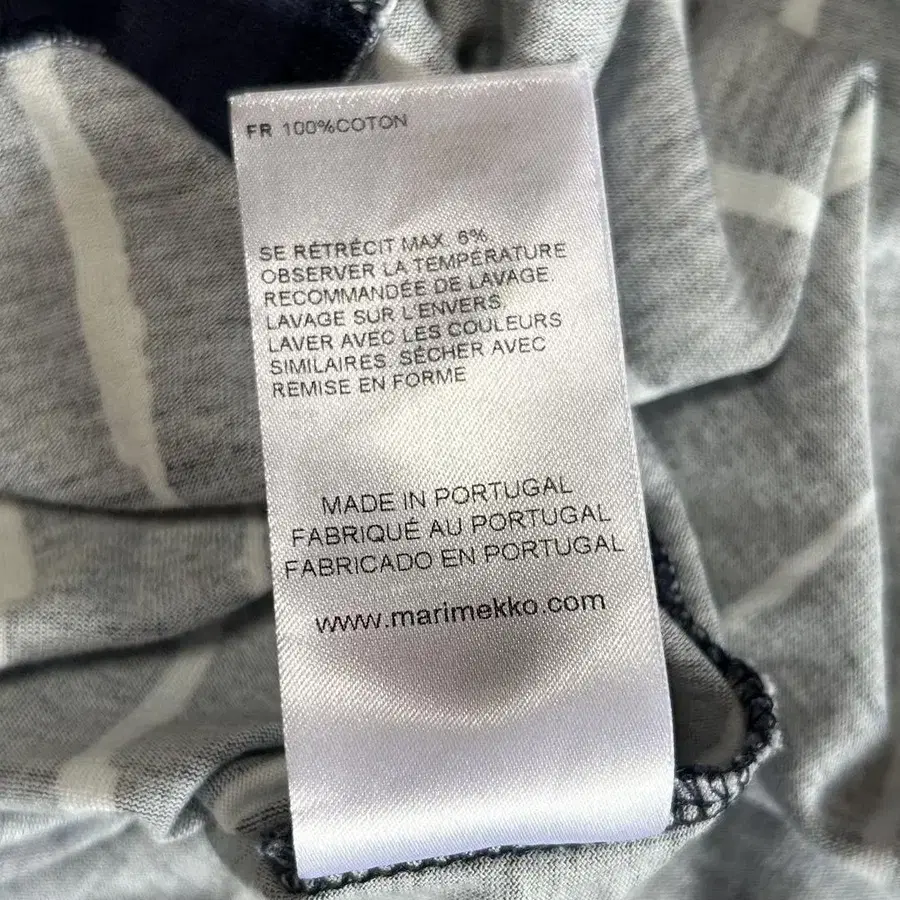 FR 100%COTON
SE RÉTRÉCIT MAX. 6%.
OBSERVER LA TEMPÉRATURE
RECOMMANDÉE DE LAVAGE.
LAVAGE SUR L'ENVERS.
LAVER AVEC LES COULEURS
SIMILAIRES. SÉCHER AVEC
REMISE EN FORME
MADE IN PORTUGAL
FABRIQUÉ AU PORTUGAL
FABRICADO EN PORTUGAL
www.marimekko.com